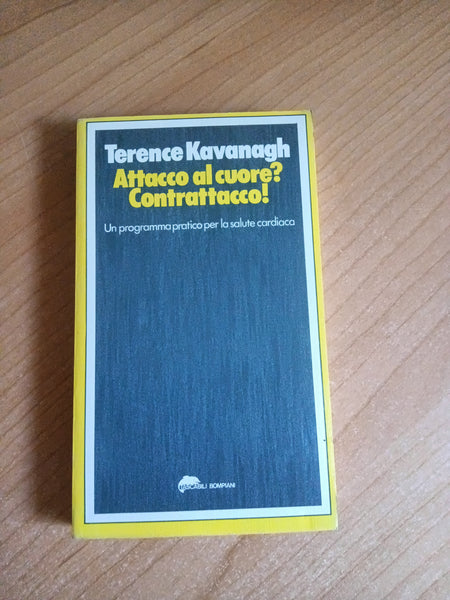 Terence Kavanagh
Attacco al cuore?
Contrattacco!
Un programma pratico per la salute cardiaca
TASCABILI BOMPIANI